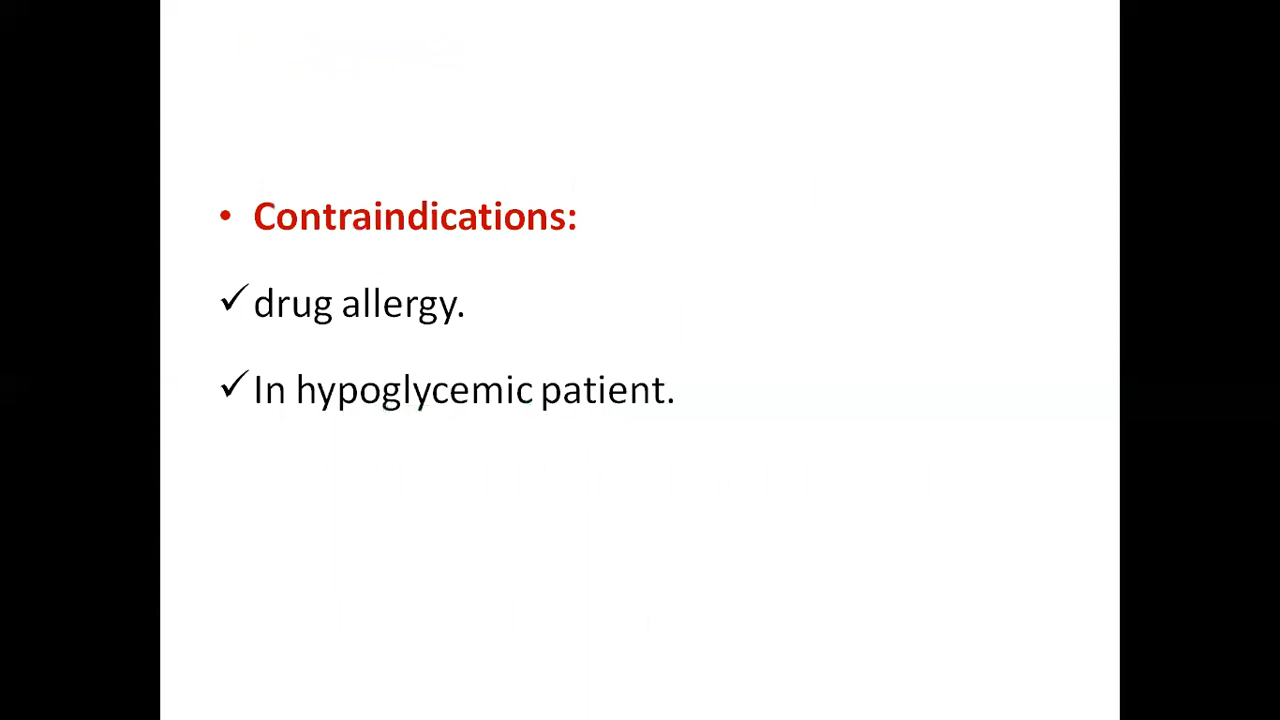 • Contraindications:
✓ drug allergy.
✓ In hypoglycemic patient.